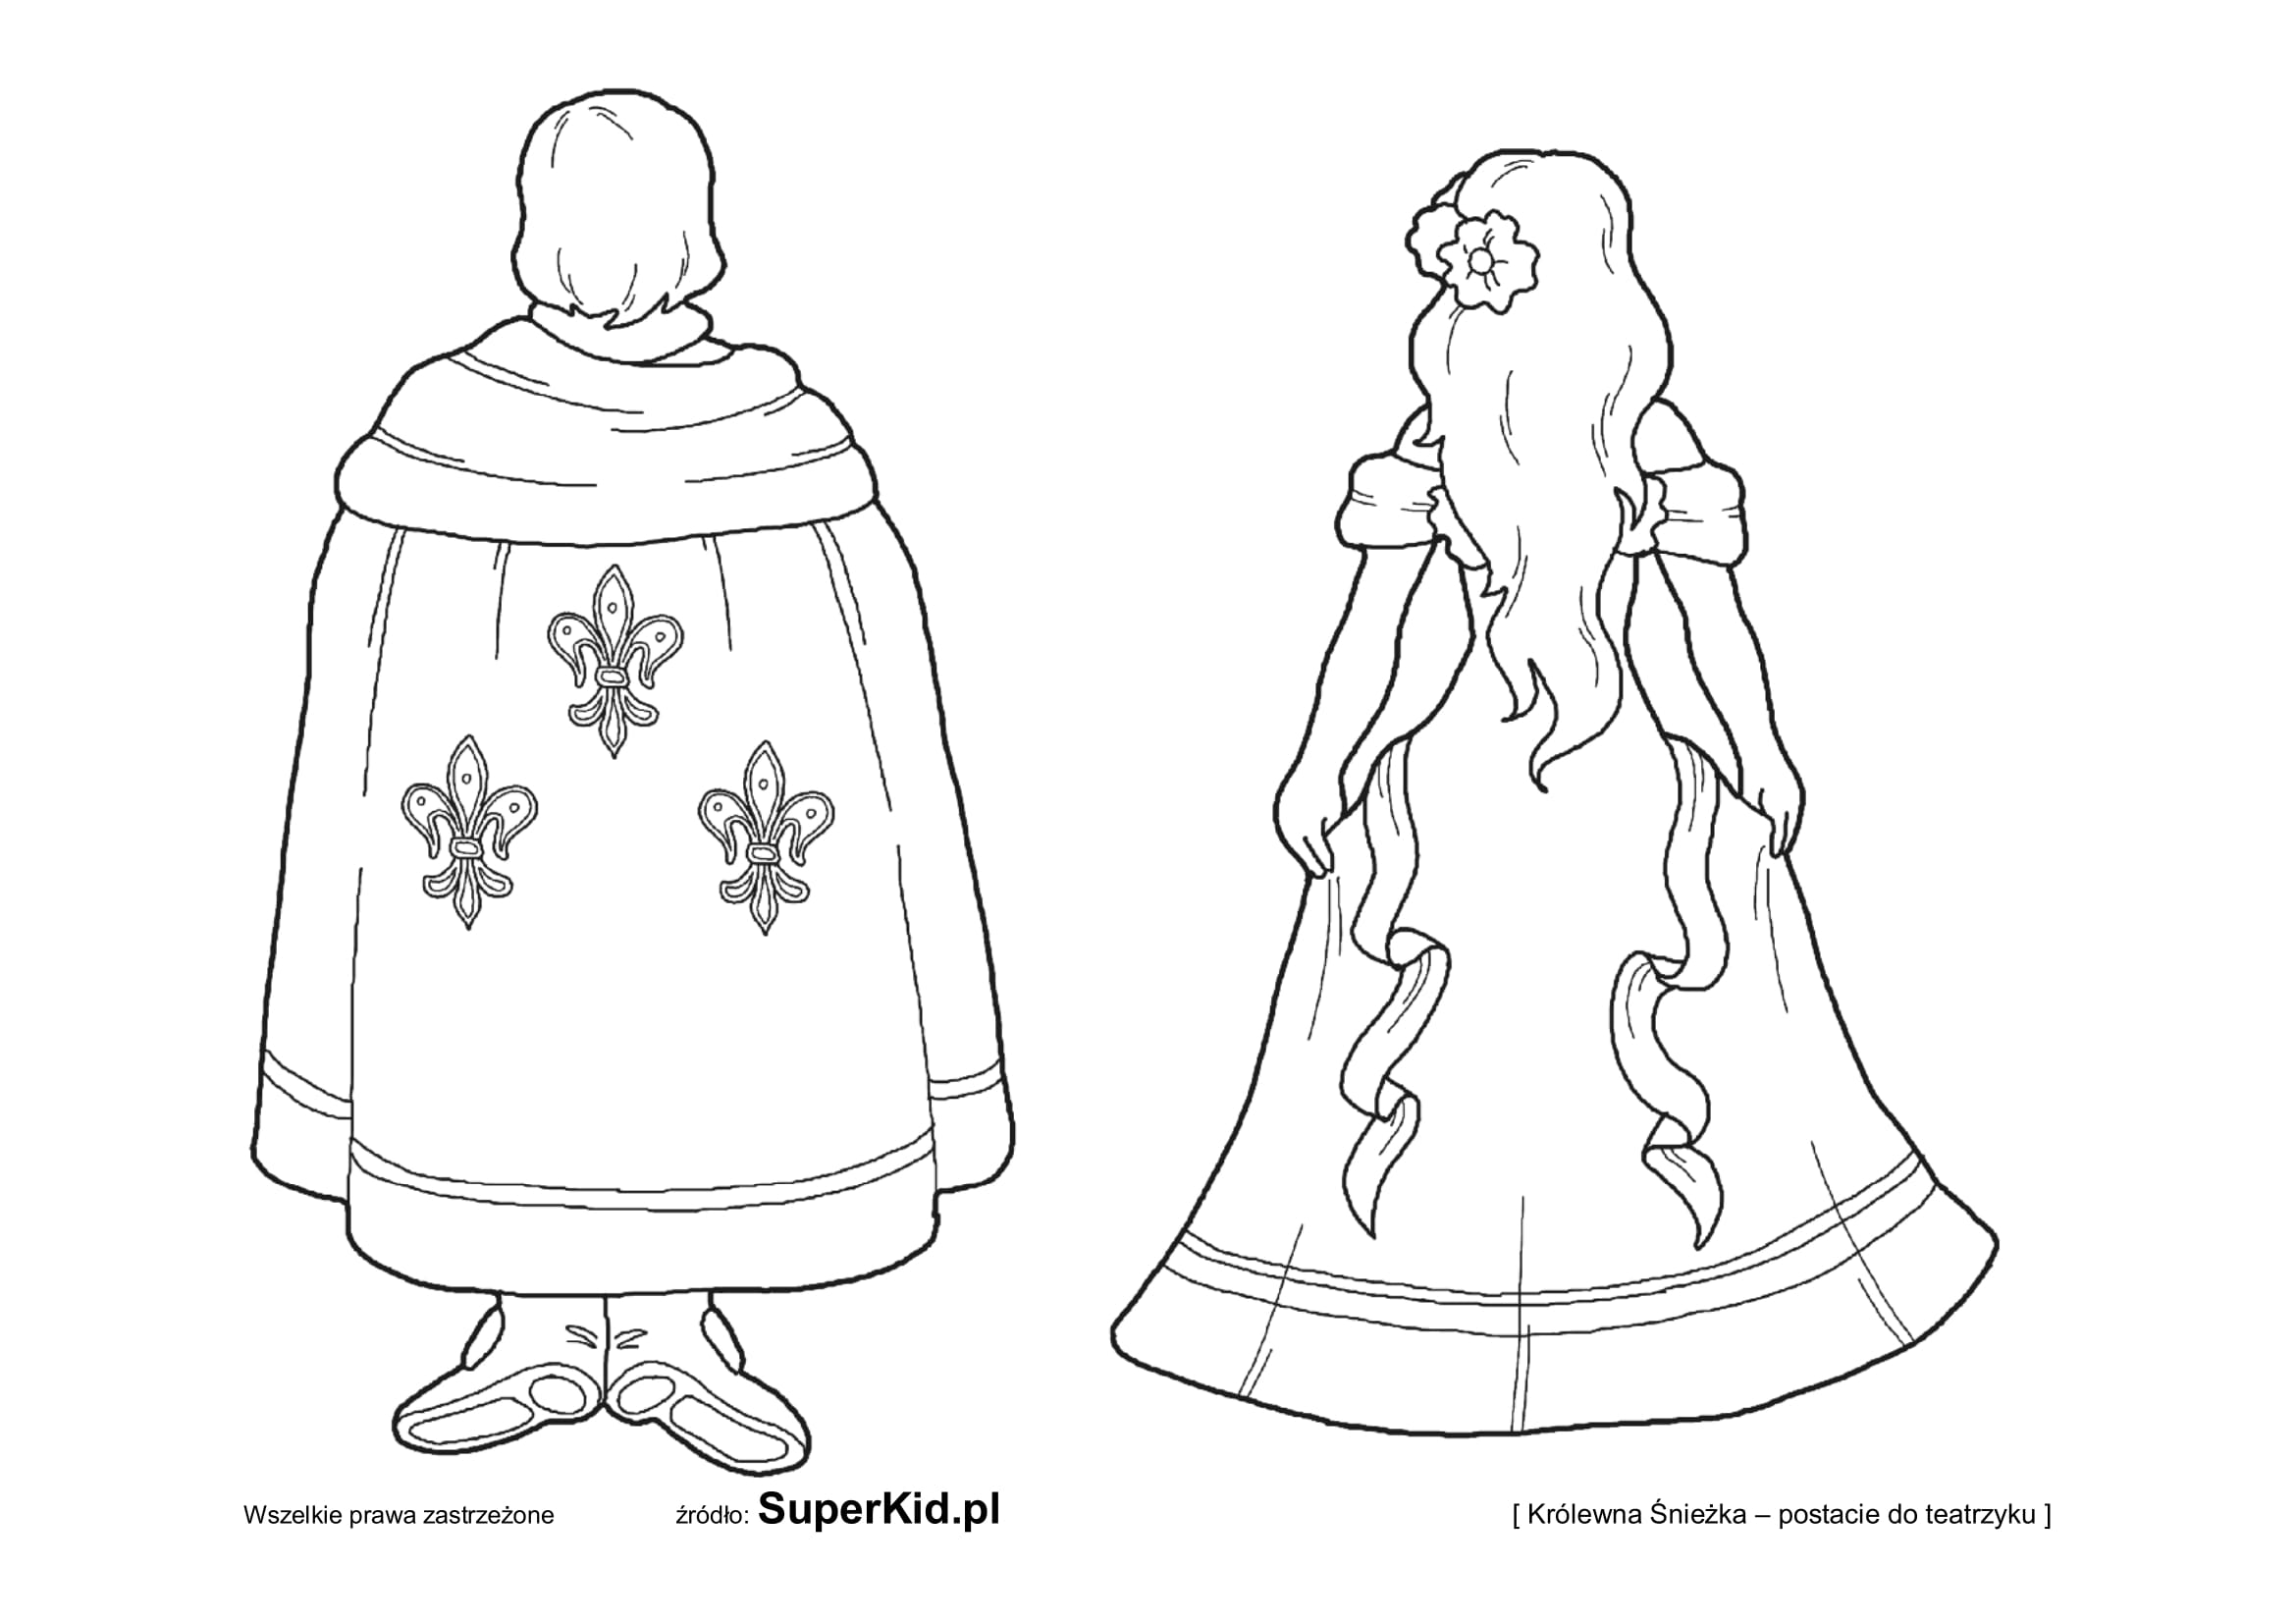 Wszelkie prawa zastrzeżone źródło: SuperKid.pl [ Królewna Śnieżka – postacie do teatrzyku ]